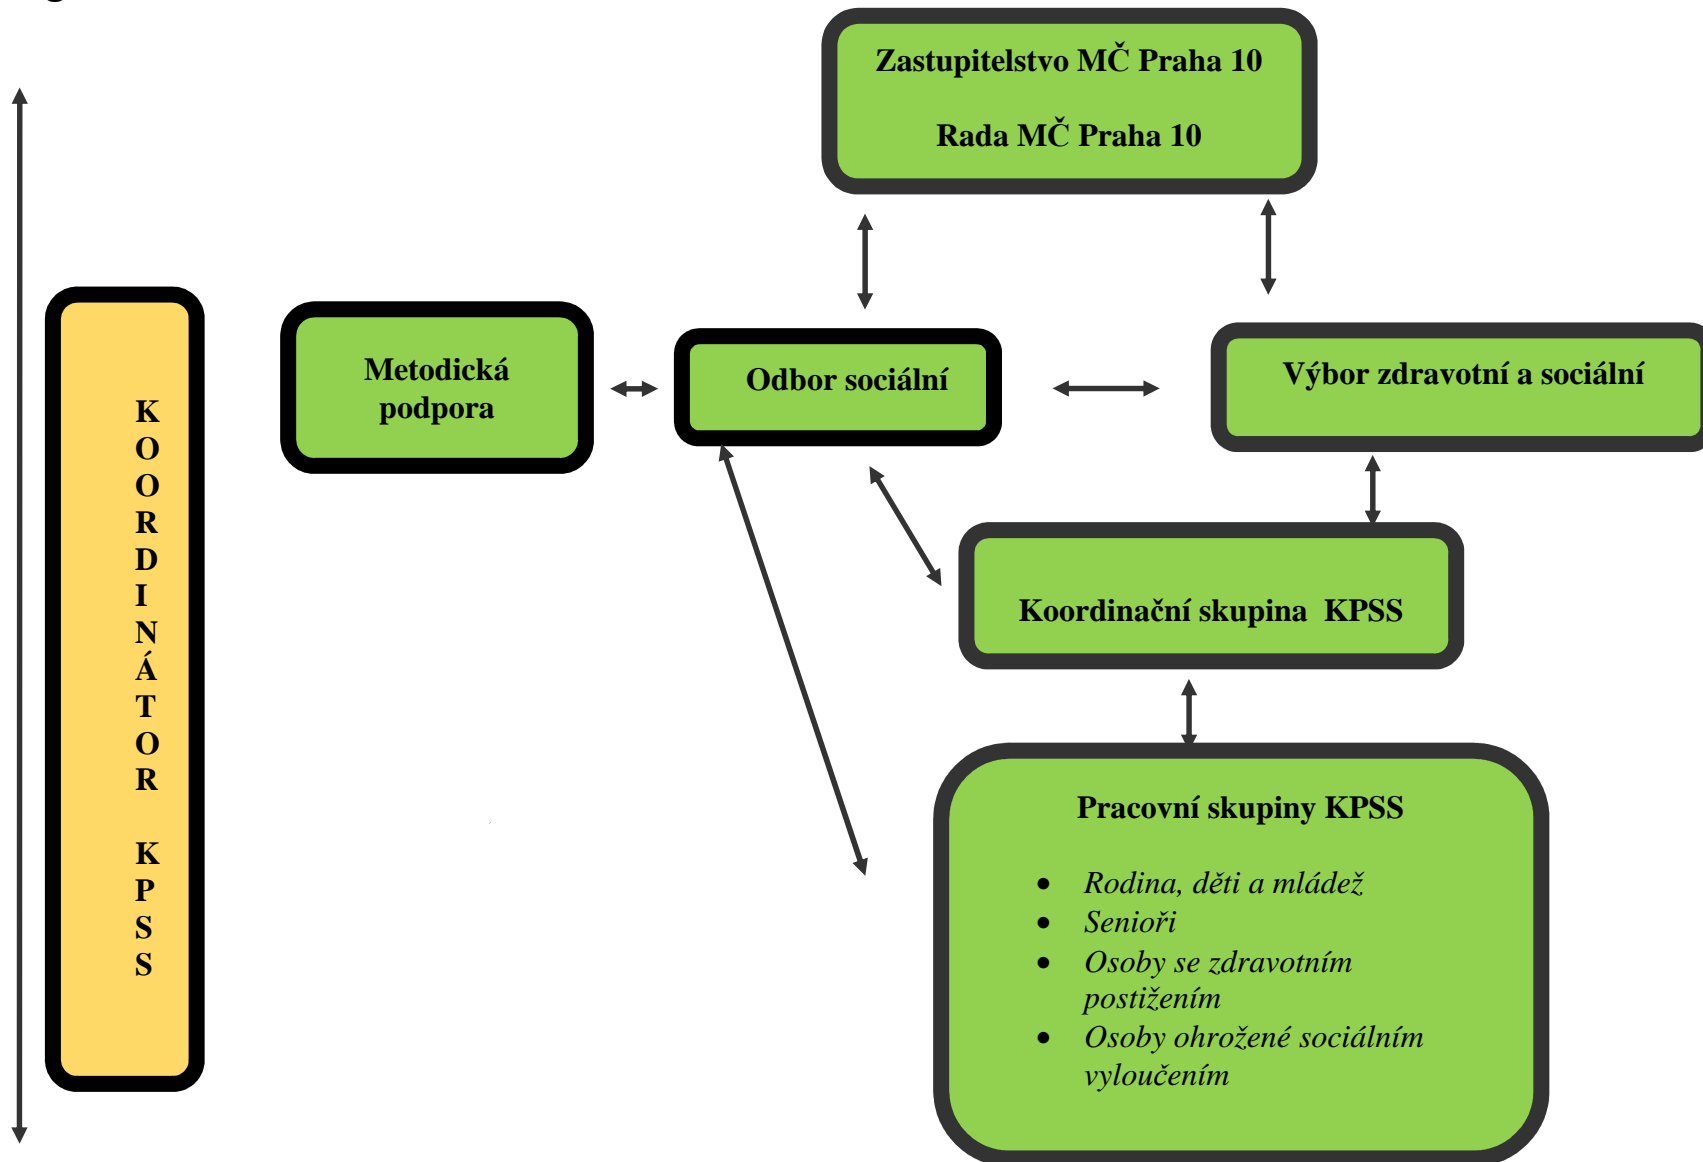 Zastupitelstvo MČ Praha 10
Rada MČ Praha 10
Metodická
podpora
Odbor sociální
Výbor zdravotní a sociální
K
O
O
R
D
I
N
Á
T
O
R
K
P
S
S
Koordinační skupina KPSS
Pracovní skupiny KPSS
• Rodina, děti a mládež
• Senioři
• Osoby se zdravotním
postižením
• Osoby ohrožené sociálním
vyloučením